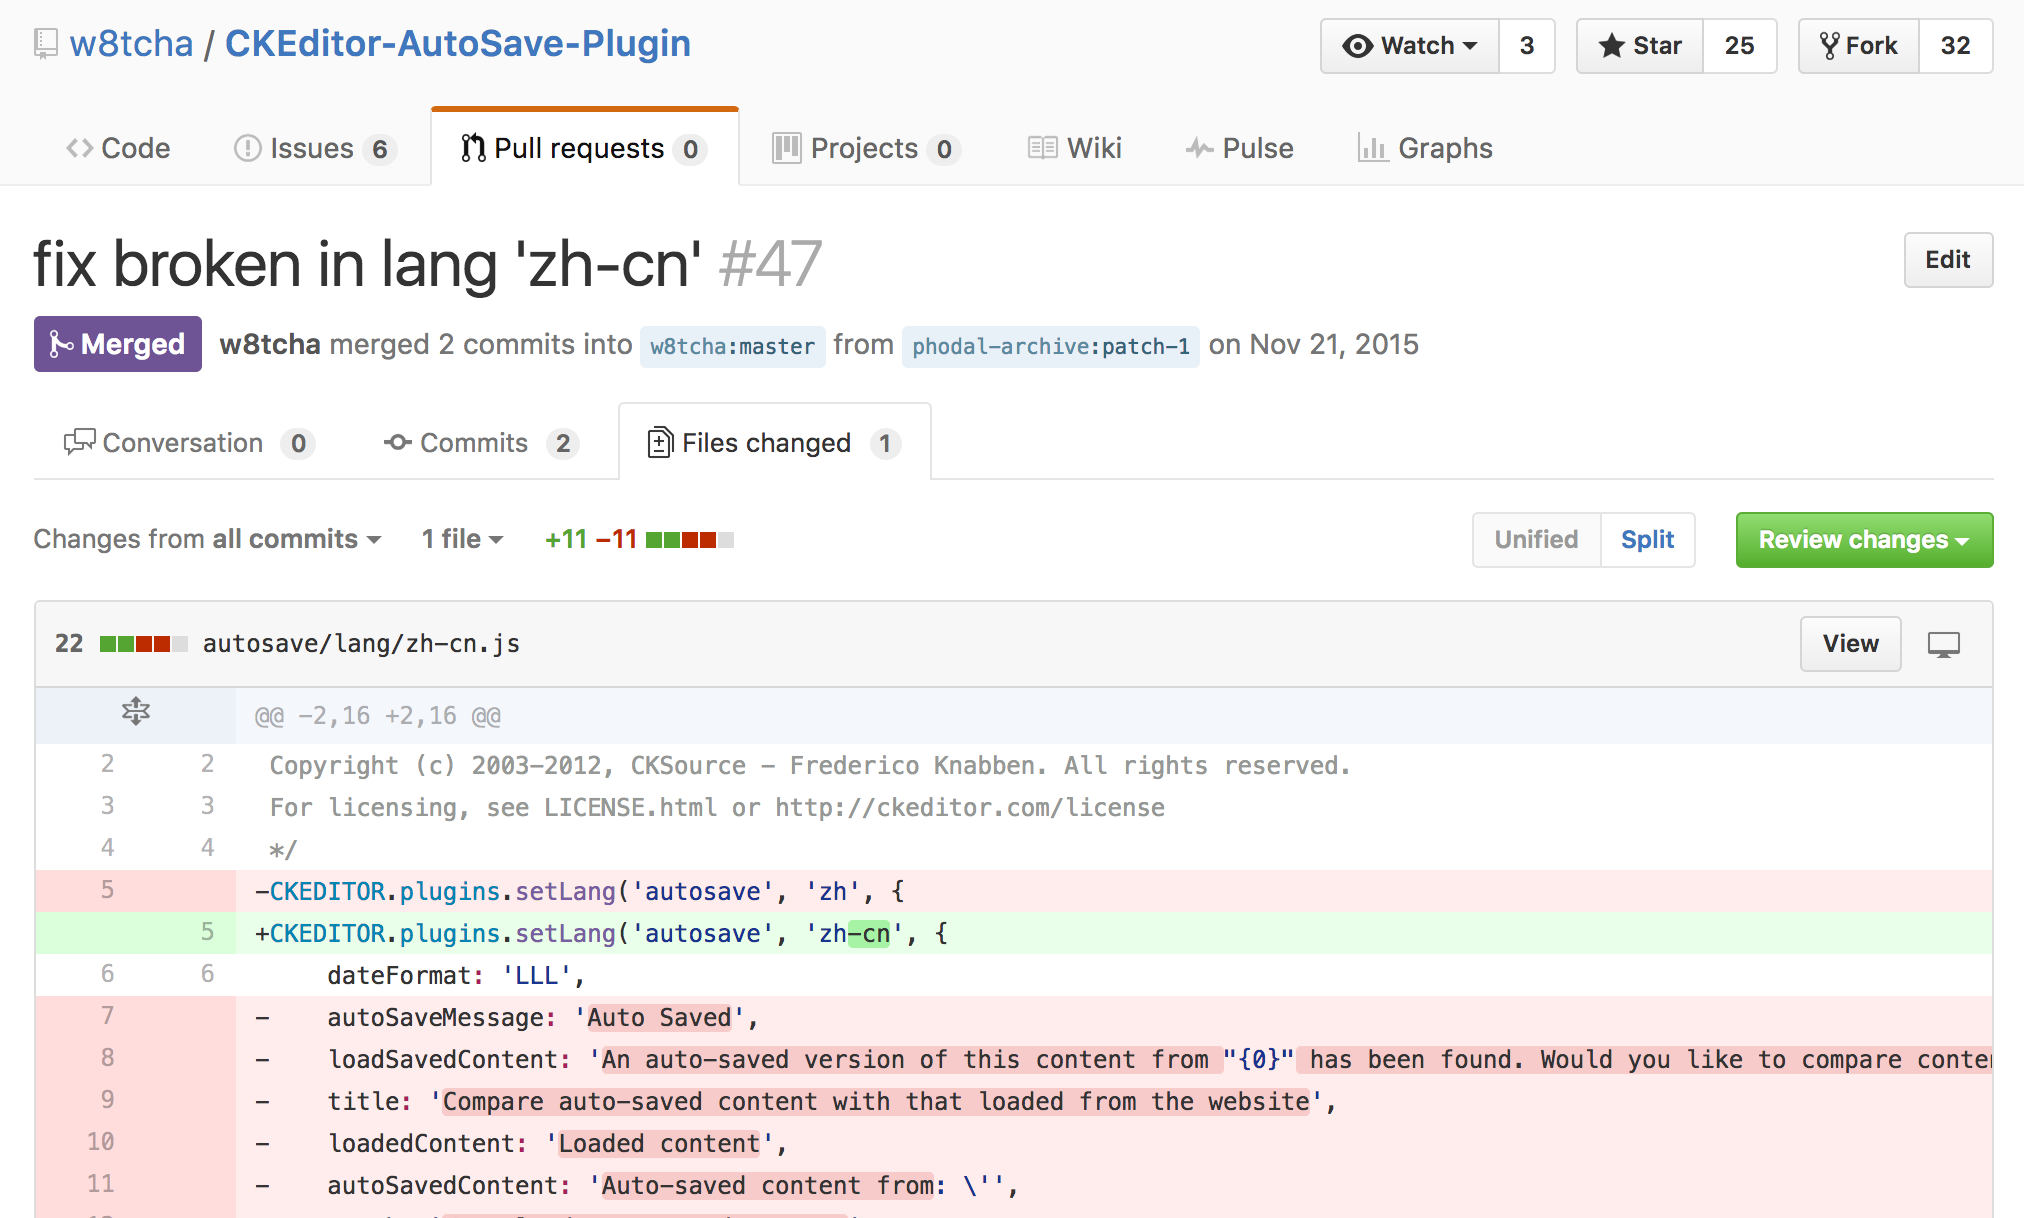 w8tcha / CKEditor-AutoSave-Plugin Watch 3 Star 25 Fork 32
Code Issues 6 Pull requests 0 Projects 0 Wiki Pulse Graphs
fix broken in lang 'zh-cn' #47 Edit
Merged w8tcha merged 2 commits into w8tcha:master from phodal-archive:patch-1 on Nov 21, 2015
Conversation 0 Commits 2 Files changed 1
Changes from all commits 1 file +11 −11 Unified Split Review changes
22 autosave/lang/zh-cn.js View
@@ -2,16 +2,16 @@
2 2 Copyright (c) 2003-2012, CKSource - Frederico Knabben. All rights reserved.
3 3 For licensing, see LICENSE.html or http://ckeditor.com/license
4 4 */
5 -CKEDITOR.plugins.setLang('autosave', 'zh', {
5 +CKEDITOR.plugins.setLang('autosave', 'zh-cn', {
6 6 dateFormat: 'LLL',
7 - autoSaveMessage: 'Auto Saved',
8 - loadSavedContent: 'An auto-saved version of this content from "{0}" has been found. Would you like to compare conte
9 - title: 'Compare auto-saved content with that loaded from the website',
10 - loadedContent: 'Loaded content',
11 - autoSavedContent: 'Auto-saved content from: \'',